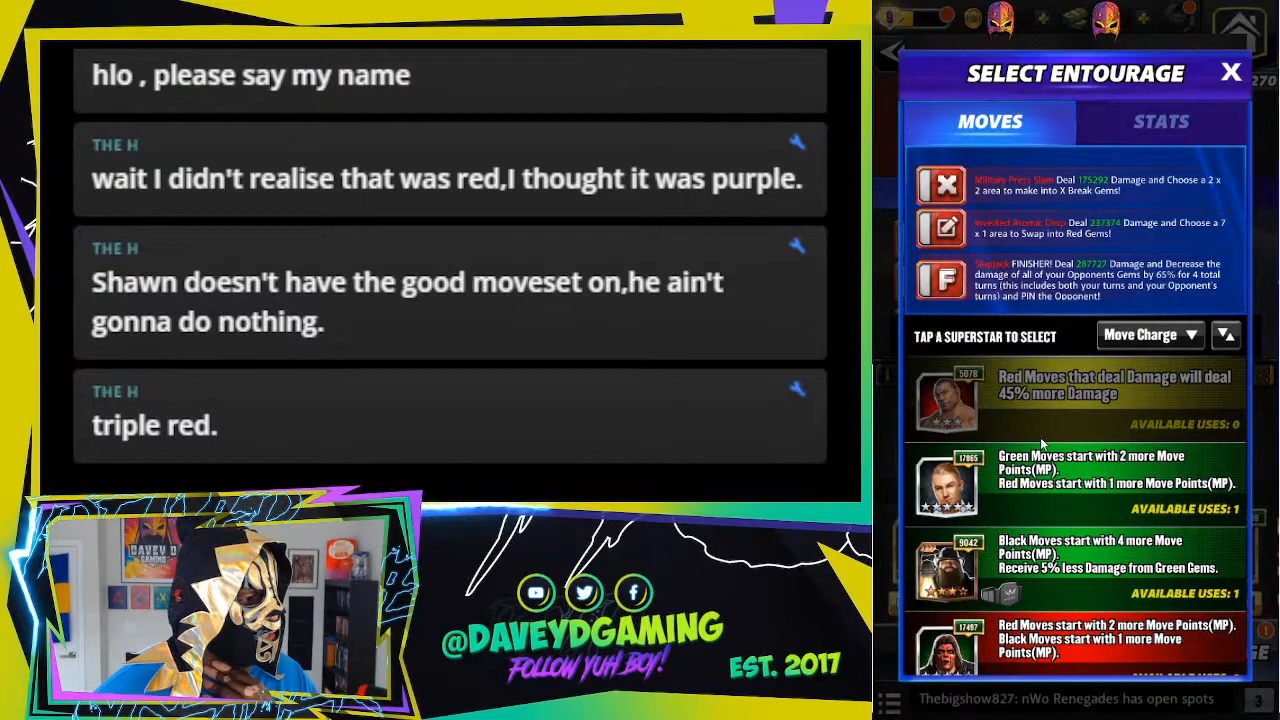 hlo , please say my name
THE H
wait I didn't realise that was red,I thought it was purple.
THE H
Shawn doesn't have the good moveset on,he ain't
gonna do nothing.
THE H
triple red.
DAVEY D
GAMING
@DAVEYDGAMING
FOLLOW YUH BOY!
EST. 2017
SELECT ENTOURAGE
X
MOVES
STATS
Military Press Slam Deal 175292 Damage and Choose a 2 x
2 area to make into X Break Gems!
Invested Atomic Drop Deal 237374 Damage and Choose a 7
x 1 area to Swap into Red Gems!
F
Slapjack FINISHER! Deal 287727 Damage and Decrease the
damage of all of your Opponents Gems by 65% for 4 total
turns (this includes both your turns and your Opponent's
turns) and PIN the Opponent!
TAP A SUPERSTAR TO SELECT
Move Charge
5078
Red Moves that deal Damage will deal
45% more Damage
AVAILABLE USES: 0
17865
Green Moves start with 2 more Move
Points(MP).
Red Moves start with 1 more Move Points(MP).
AVAILABLE USES: 1
9042
Black Moves start with 4 more Move
Points(MP).
Receive 5% less Damage from Green Gems.
AVAILABLE USES: 1
17497
Red Moves start with 2 more Move Points(MP).
Black Moves start with 1 more Move
Points(MP).
Thebigshow827: nWo Renegades has open spots
3